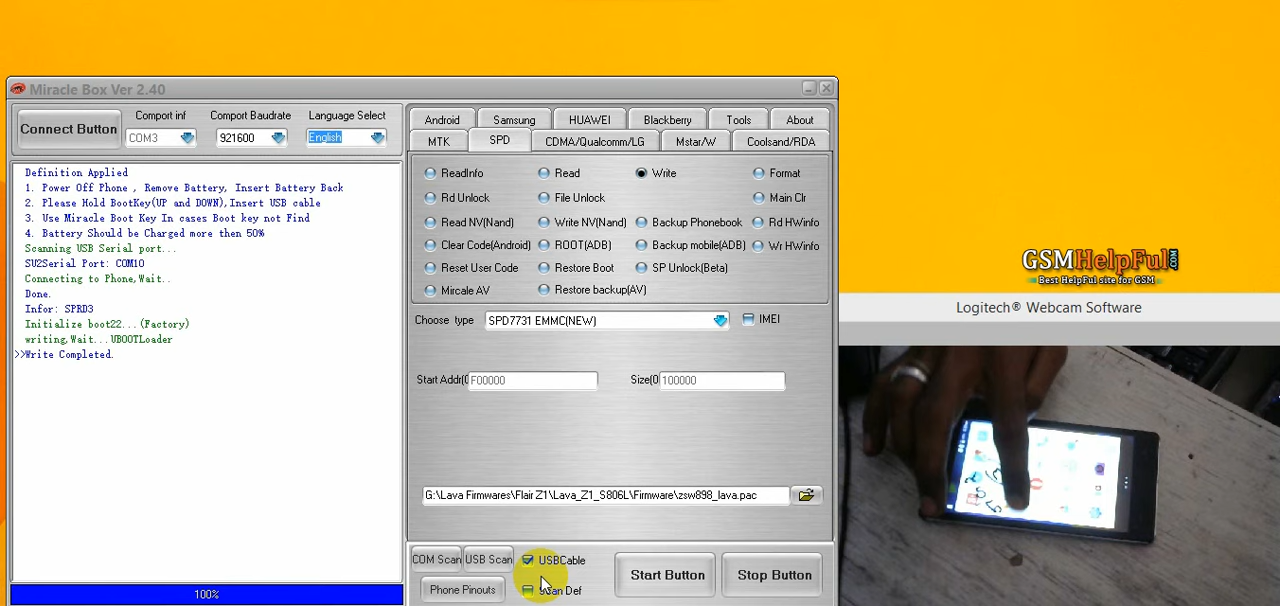 Miracle Box Ver 2.40
Connect Button
Comport inf
Comport Baudrate
Language Select
COM3
921600
English
Definition Applied
1. Power Off Phone , Remove Battery, Insert Battery Back
2. Please Hold BootKey(UP and DOWN),Insert USB cable
3. Use Miracle Boot Key In cases Boot key not Find
4. Battery Should be Charged more then 50%
Scanning USB Serial port...
SU2Serial Port: COM10
Connecting to Phone,Wait..
Done.
Infor: SPRD3
Initialize boot22...(Factory)
writing,Wait...UBOOTLoader
>>Write Completed.
100%
Android
Samsung
HUAWEI
Blackberry
Tools
About
MTK
SPD
CDMA/Qualcomm/LG
Mstar/W
Coolsand/RDA
ReadInfo
Read
Write
Format
Rd Unlock
File Unlock
Main Clr
Read NV(Nand)
Write NV(Nand)
Backup Phonebook
Rd HWinfo
Clear Code(Android)
ROOT(ADB)
Backup mobile(ADB)
Wr HWinfo
Reset User Code
Restore Boot
SP Unlock(Beta)
Mircale AV
Restore backup(AV)
Choose type
SPD7731 EMMC(NEW)
IMEI
Start Addr(0
F00000
Size(0
100000
G:\Lava Firmwares\Flair Z1\Lava_Z1_S806L\Firmware\zsw898_lava.pac
COM Scan
USB Scan
USBCable
Start Button
Stop Button
Phone Pinouts
Scan Def
GSMHelpFul.COM
Best HelpFul site for GSM
Logitech® Webcam Software